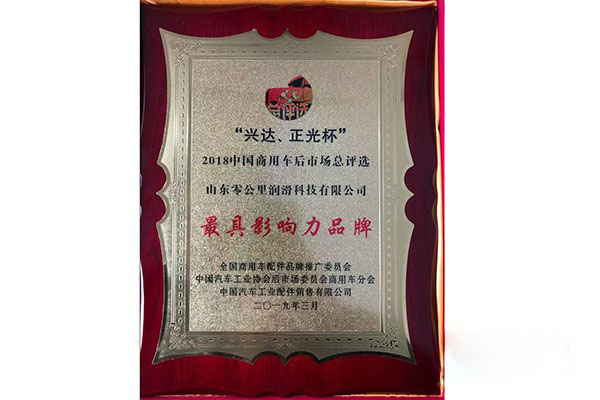 总评选
“兴达、正光杯”
2018中国商用车后市场总评选
山东零公里润滑科技有限公司
最具影响力品牌
全国商用车配件品牌推广委员会
中国汽车工业协会后市场委员会商用车分会
中国汽车工业配件销售有限公司
二〇一九年三月